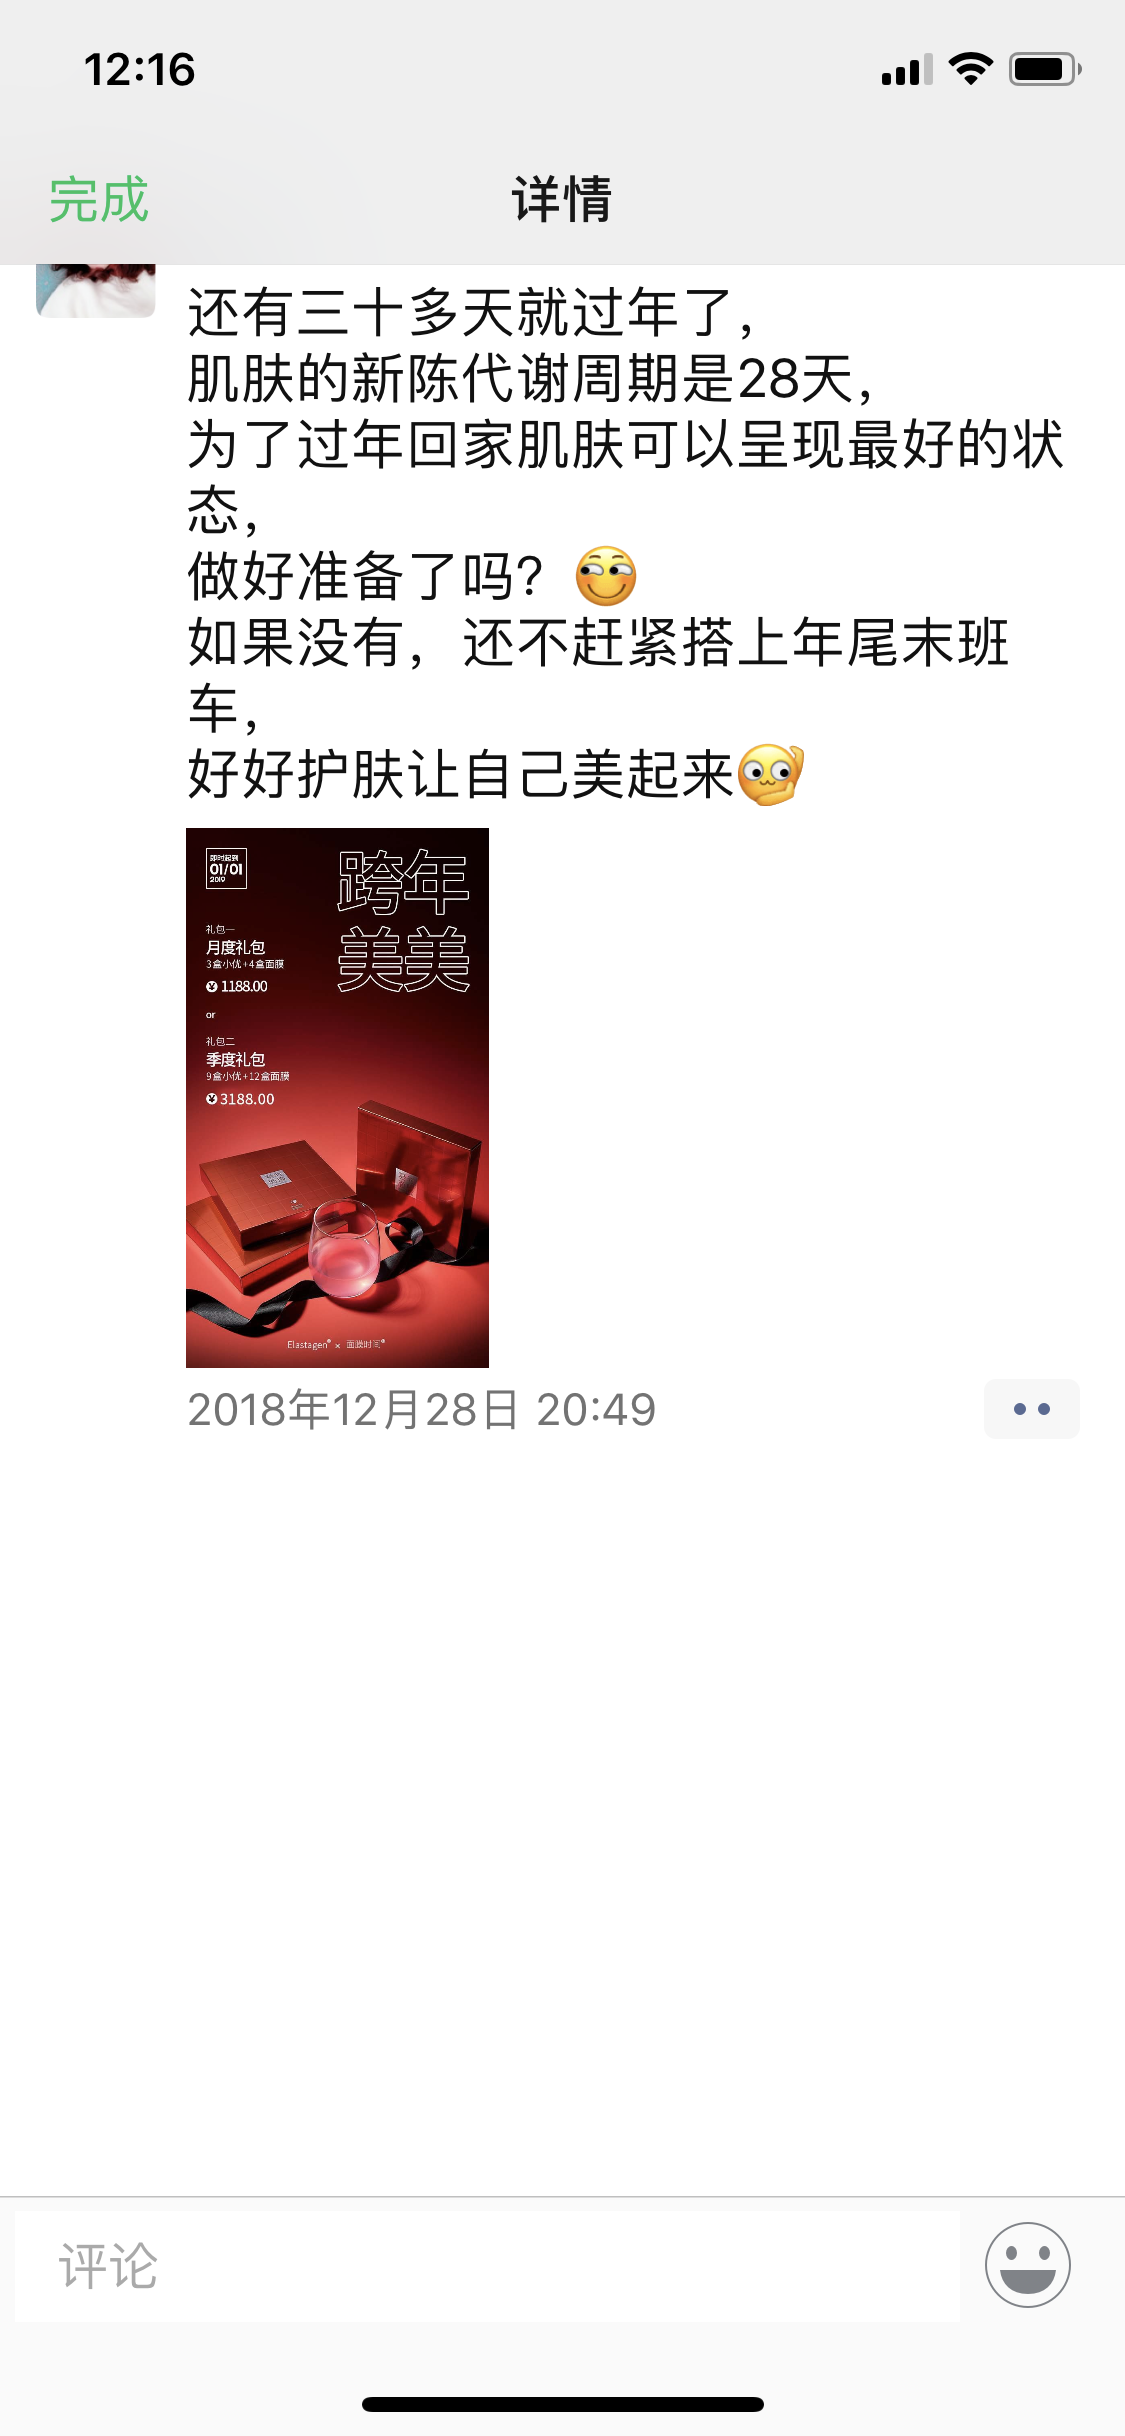 12:16
完成
详情
还有三十多天就过年了，
肌肤的新陈代谢周期是28天，
为了过年回家肌肤可以呈现最好的状
态，
做好准备了吗？
如果没有，还不赶紧搭上年尾末班
车，
好好护肤让自己美起来
即时起到
01/01
2019
跨年
美美
礼包一
月度礼包
3盒小优+4盒面膜
¥1188.00
or
礼包二
季度礼包
9盒小优+12盒面膜
¥3188.00
Elastagen® × 面膜时间®
2018年12月28日 20:49
评论